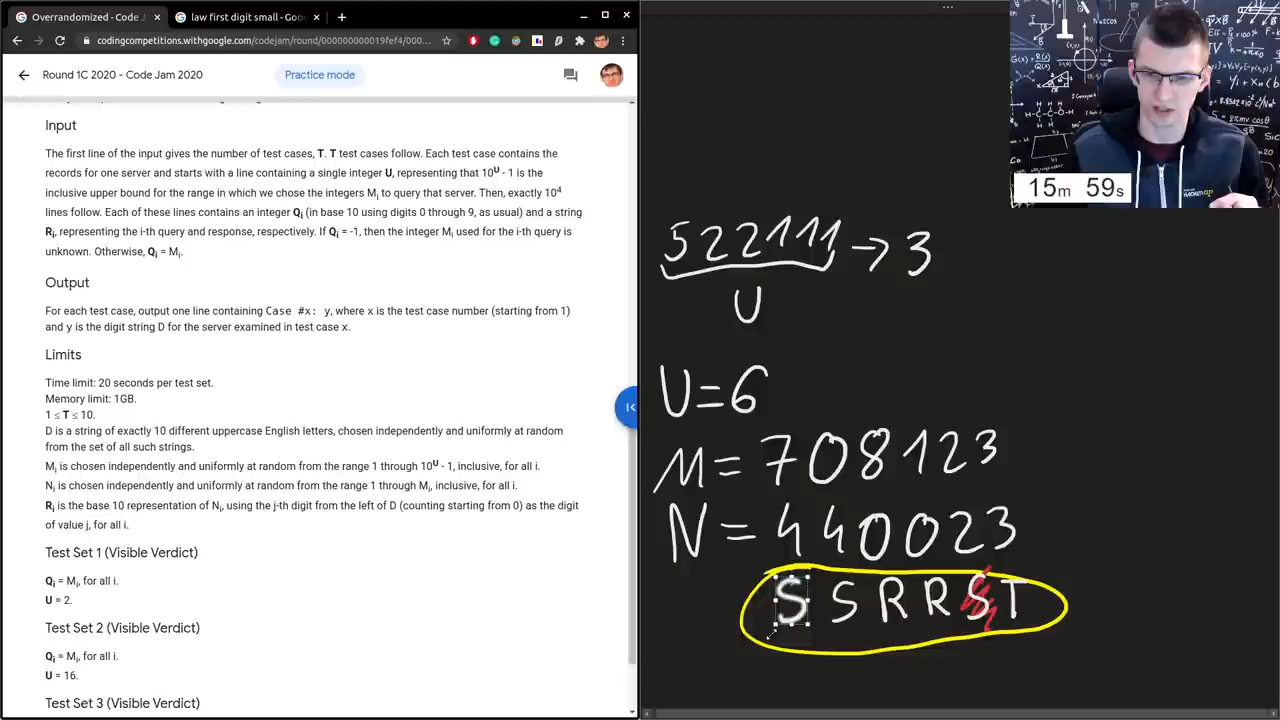 Overrandomized - Code J
law first digit small - Goo
codingcompetitions.withgoogle.com/codejam/round/000000000019fef4/000...
Round 1C 2020 - Code Jam 2020
Practice mode
Input
The first line of the input gives the number of test cases, T. T test cases follow. Each test case contains the
records for one server and starts with a line containing a single integer U, representing that 10^U - 1 is the
inclusive upper bound for the range in which we chose the integers Mi to query that server. Then, exactly 10^4
lines follow. Each of these lines contains an integer Qi (in base 10 using digits 0 through 9, as usual) and a string
Ri, representing the i-th query and response, respectively. If Qi = -1, then the integer Mi used for the i-th query is
unknown. Otherwise, Qi = Mi.
Output
For each test case, output one line containing Case #x: y, where x is the test case number (starting from 1)
and y is the digit string D for the server examined in test case x.
Limits
Time limit: 20 seconds per test set.
Memory limit: 1GB.
1 ≤ T ≤ 10.
D is a string of exactly 10 different uppercase English letters, chosen independently and uniformly at random
from the set of all such strings.
Mi is chosen independently and uniformly at random from the range 1 through 10^U - 1, inclusive, for all i.
Ni is chosen independently and uniformly at random from the range 1 through Mi, inclusive, for all i.
Ri is the base 10 representation of Ni, using the j-th digit from the left of D (counting starting from 0) as the digit
of value j, for all i.
Test Set 1 (Visible Verdict)
Qi = Mi, for all i.
U = 2.
Test Set 2 (Visible Verdict)
Qi = Mi, for all i.
U = 16.
Test Set 3 (Visible Verdict)
522111 → 3
U
U=6
M= 708123
N = 440023
S S R R S T
15m 59s